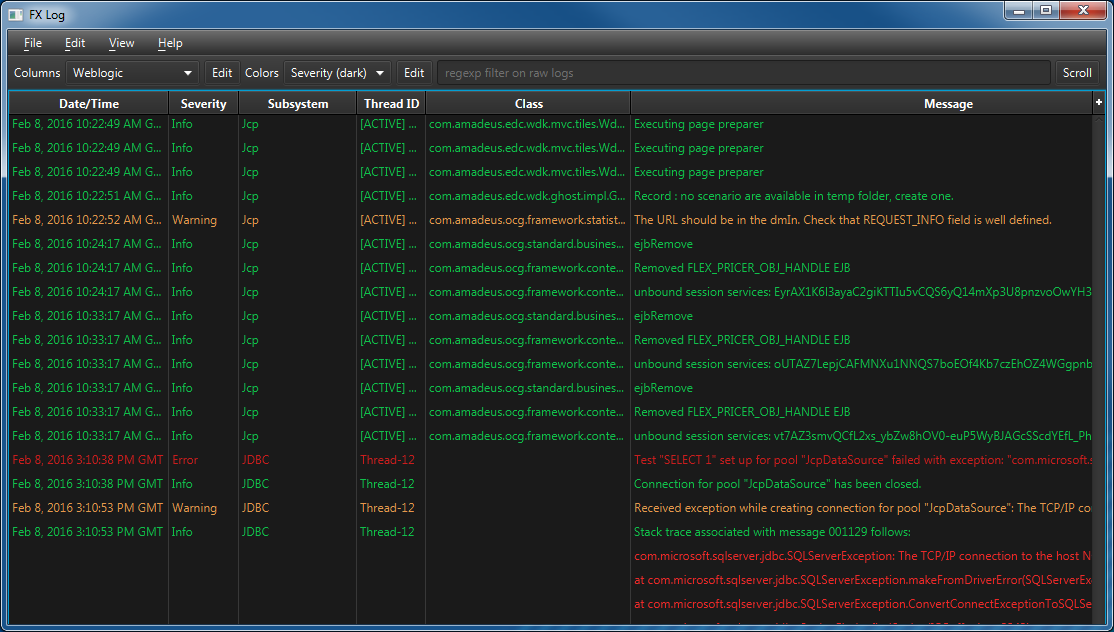 FX Log
File Edit View Help
Columns Weblogic Edit Colors Severity (dark) Edit regexp filter on raw logs Scroll
Date/Time Severity Subsystem Thread ID Class Message +
Feb 8, 2016 10:22:49 AM G... Info Jcp [ACTIVE] ... com.amadeus.edc.wdk.mvc.tiles.Wd... Executing page preparer
Feb 8, 2016 10:22:49 AM G... Info Jcp [ACTIVE] ... com.amadeus.edc.wdk.mvc.tiles.Wd... Executing page preparer
Feb 8, 2016 10:22:49 AM G... Info Jcp [ACTIVE] ... com.amadeus.edc.wdk.mvc.tiles.Wd... Executing page preparer
Feb 8, 2016 10:22:51 AM G... Info Jcp [ACTIVE] ... com.amadeus.edc.wdk.ghost.impl.G... Record : no scenario are available in temp folder, create one.
Feb 8, 2016 10:22:52 AM G... Warning Jcp [ACTIVE] ... com.amadeus.ocg.framework.statist... The URL should be in the dmIn. Check that REQUEST_INFO field is well defined.
Feb 8, 2016 10:24:17 AM G... Info Jcp [ACTIVE] ... com.amadeus.ocg.standard.busines... ejbRemove
Feb 8, 2016 10:24:17 AM G... Info Jcp [ACTIVE] ... com.amadeus.ocg.framework.conte... Removed FLEX_PRICER_OBJ_HANDLE EJB
Feb 8, 2016 10:24:17 AM G... Info Jcp [ACTIVE] ... com.amadeus.ocg.framework.conte... unbound session services: EyrAX1K6I3ayaC2giKTTIu5vCQS6yQ14mXp3U8pnzvoOwYH3
Feb 8, 2016 10:33:17 AM G... Info Jcp [ACTIVE] ... com.amadeus.ocg.standard.busines... ejbRemove
Feb 8, 2016 10:33:17 AM G... Info Jcp [ACTIVE] ... com.amadeus.ocg.framework.conte... Removed FLEX_PRICER_OBJ_HANDLE EJB
Feb 8, 2016 10:33:17 AM G... Info Jcp [ACTIVE] ... com.amadeus.ocg.framework.conte... unbound session services: oUTAZ7LepjCAFMNXu1NNQS7boEOf4Kb7czEhOZ4WGgpnb
Feb 8, 2016 10:33:17 AM G... Info Jcp [ACTIVE] ... com.amadeus.ocg.standard.busines... ejbRemove
Feb 8, 2016 10:33:17 AM G... Info Jcp [ACTIVE] ... com.amadeus.ocg.framework.conte... Removed FLEX_PRICER_OBJ_HANDLE EJB
Feb 8, 2016 10:33:17 AM G... Info Jcp [ACTIVE] ... com.amadeus.ocg.framework.conte... unbound session services: vt7AZ3smvQCfL2xs_ybZw8hOV0-euP5WyBJAGcSScdYEfL_Ph
Feb 8, 2016 3:10:38 PM GMT Error JDBC Thread-12 Test "SELECT 1" set up for pool "JcpDataSource" failed with exception: "com.microsoft.s
Feb 8, 2016 3:10:38 PM GMT Info JDBC Thread-12 Connection for pool "JcpDataSource" has been closed.
Feb 8, 2016 3:10:53 PM GMT Warning JDBC Thread-12 Received exception while creating connection for pool "JcpDataSource": The TCP/IP co
Feb 8, 2016 3:10:53 PM GMT Info JDBC Thread-12 Stack trace associated with message 001129 follows:
com.microsoft.sqlserver.jdbc.SQLServerException: The TCP/IP connection to the host N
at com.microsoft.sqlserver.jdbc.SQLServerException.makeFromDriverError(SQLServerEx
at com.microsoft.sqlserver.jdbc.SQLServerException.ConvertConnectExceptionToSQLSe